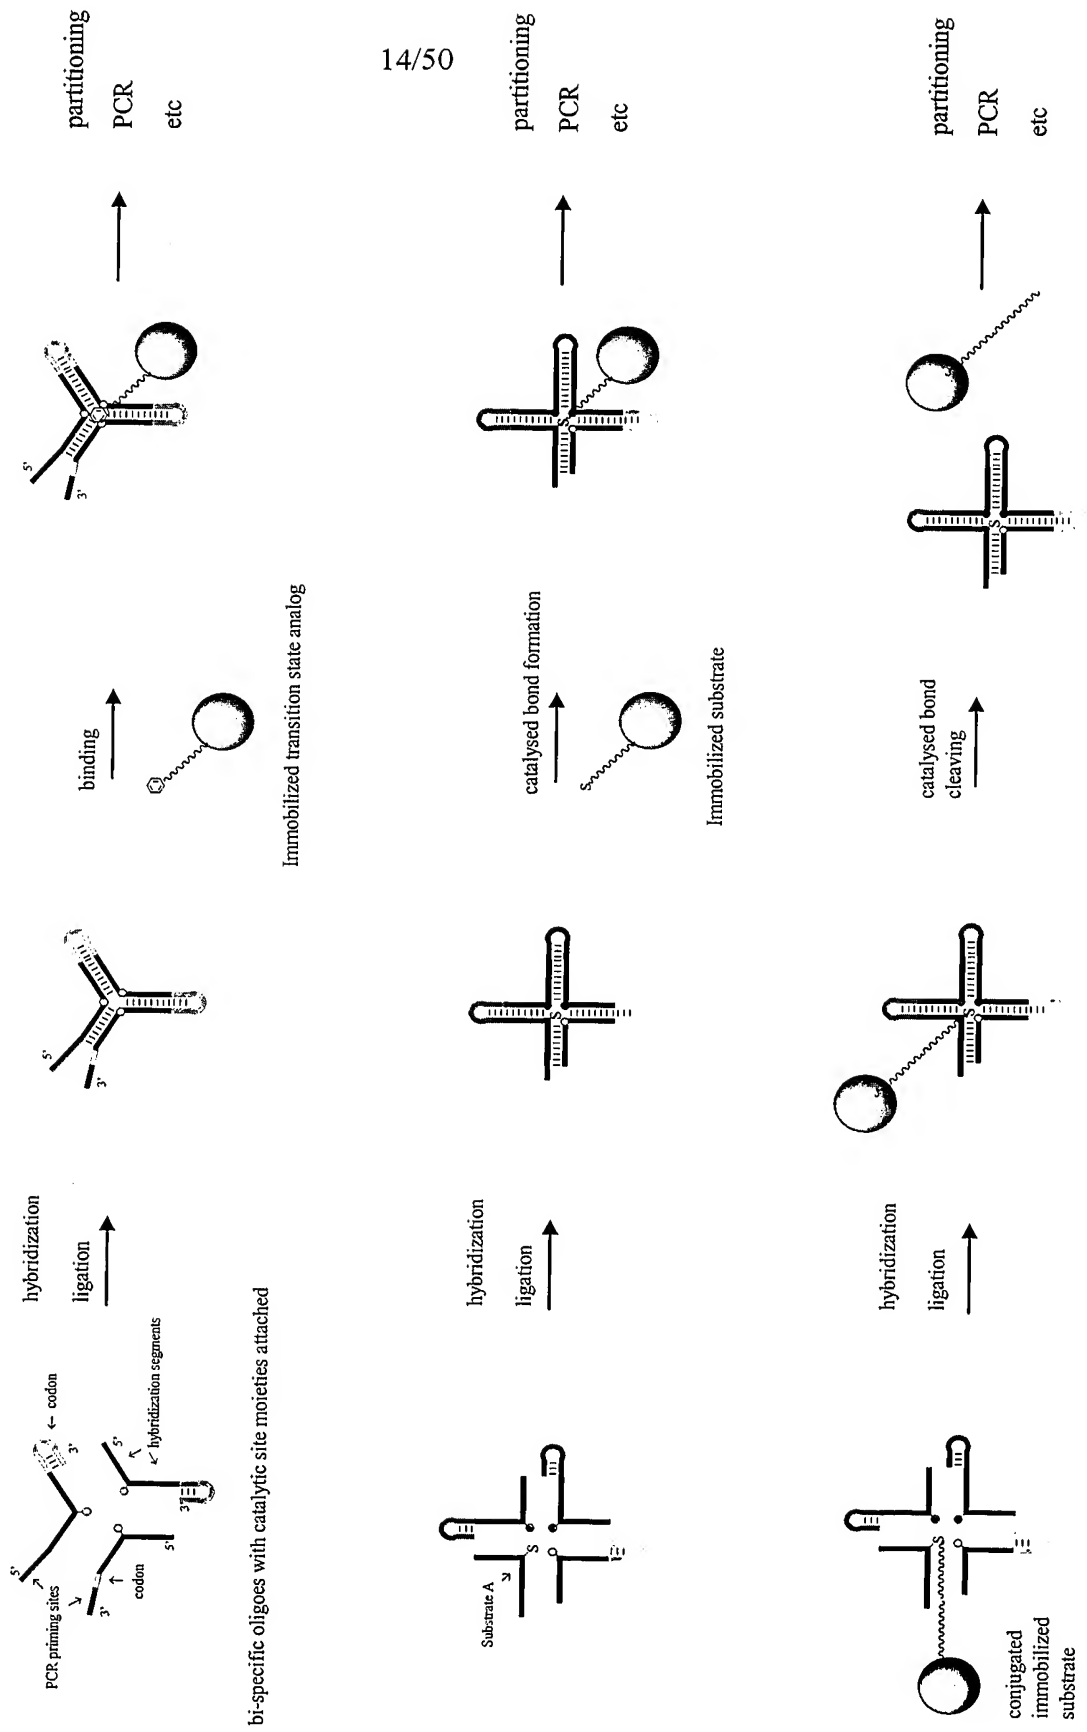 14/50
5'
PCR priming sites
3'
codon
5'
codon
3'
5'
hybridization segments
3'
bi-specific oligoes with catalytic site moieties attached
hybridization
ligation
5'
3'
binding
Immobilized transition state analog
5'
3'
partitioning
PCR
etc
Substrate A
S
hybridization
ligation
S
catalysed bond formation
S
Immobilized substrate
S
partitioning
PCR
etc
S
conjugated
immobilized
substrate
hybridization
ligation
S
catalysed bond
cleaving
S
partitioning
PCR
etc